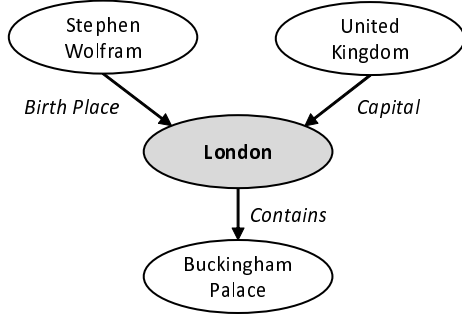 Stephen
Wolfram
United
Kingdom
Birth Place
Capital
London
Contains
Buckingham
Palace